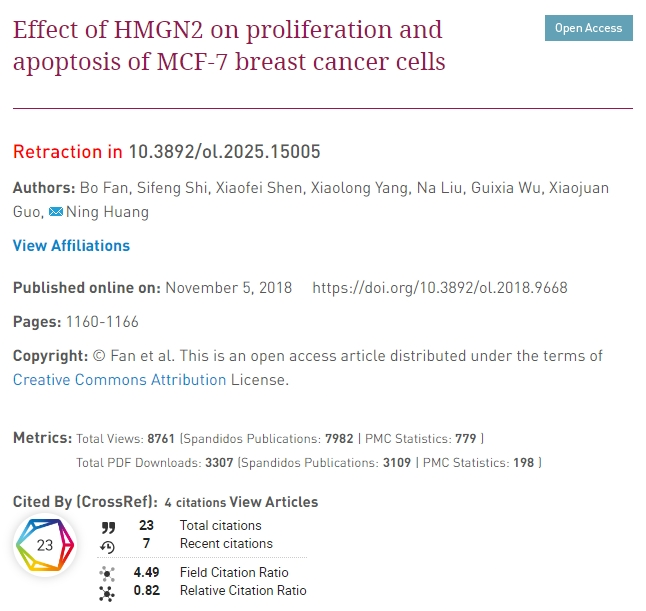 Effect of HMGN2 on proliferation and
Open Access
apoptosis of MCF-7 breast cancer cells
Retraction in 10.3892/ol.2025.15005
Authors: Bo Fan, Sifeng Shi, Xiaofei Shen, Xiaolong Yang, Na Liu, Guixia Wu, Xiaojuan
Guo, Ning Huang
View Affiliations
Published online on: November 5, 2018 https://doi.org/10.3892/ol.2018.9668
Pages: 1160-1166
Copyright: © Fan et al. This is an open access article distributed under the terms of
Creative Commons Attribution License.
Metrics: Total Views: 8761 (Spandidos Publications: 7982 | PMC Statistics: 779 )
Total PDF Downloads: 3307 (Spandidos Publications: 3109 | PMC Statistics: 198 )
Cited By (CrossRef): 4 citations View Articles
23
23 Total citations
7 Recent citations
4.49 Field Citation Ratio
0.82 Relative Citation Ratio